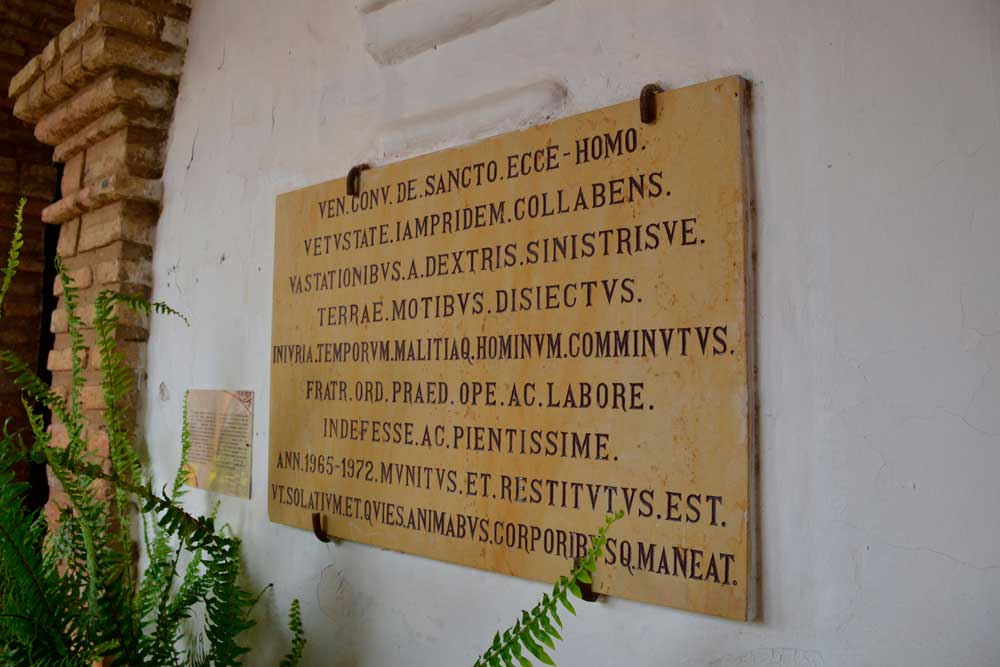 VEN.CONV.DE.SANCTO.ECCE-HOMO.
VETVSTATE.IAMPRIDEM.COLLABENS.
VASTATIONIBVS.A.DEXTRIS.SINISTRISVE.
TERRAE.MOTIBVS.DISIECTVS.
INIVRIA.TEMPORVM.MALITIAQ.HOMINVM.COMMINVTVS.
FRATR.ORD.PRAED.OPE.AC.LABORE.
INDEFESSE.AC.PIENTISSIME.
ANN.1965-1972.MVNITVS.ET.RESTITVTVS.EST.
VT.SOLATIVM.ET.QVIES.ANIMABVS.CORPORIBVSQ.MANEAT.